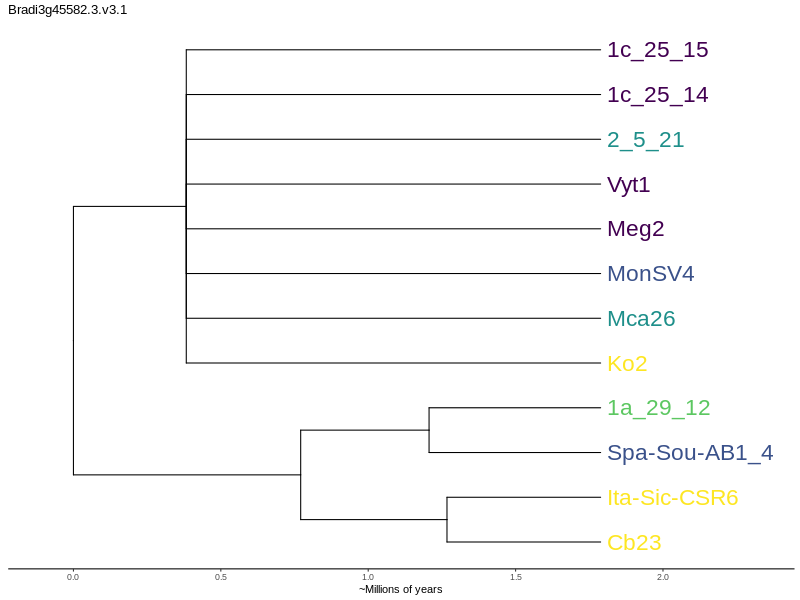 Bradi3g45582.3.v3.1
1c_25_15
1c_25_14
2_5_21
Vyt1
Meg2
MonSV4
Mca26
Ko2
1a_29_12
Spa-Sou-AB1_4
Ita-Sic-CSR6
Cb23
0.0 0.5 1.0 1.5 2.0
~Millions of years